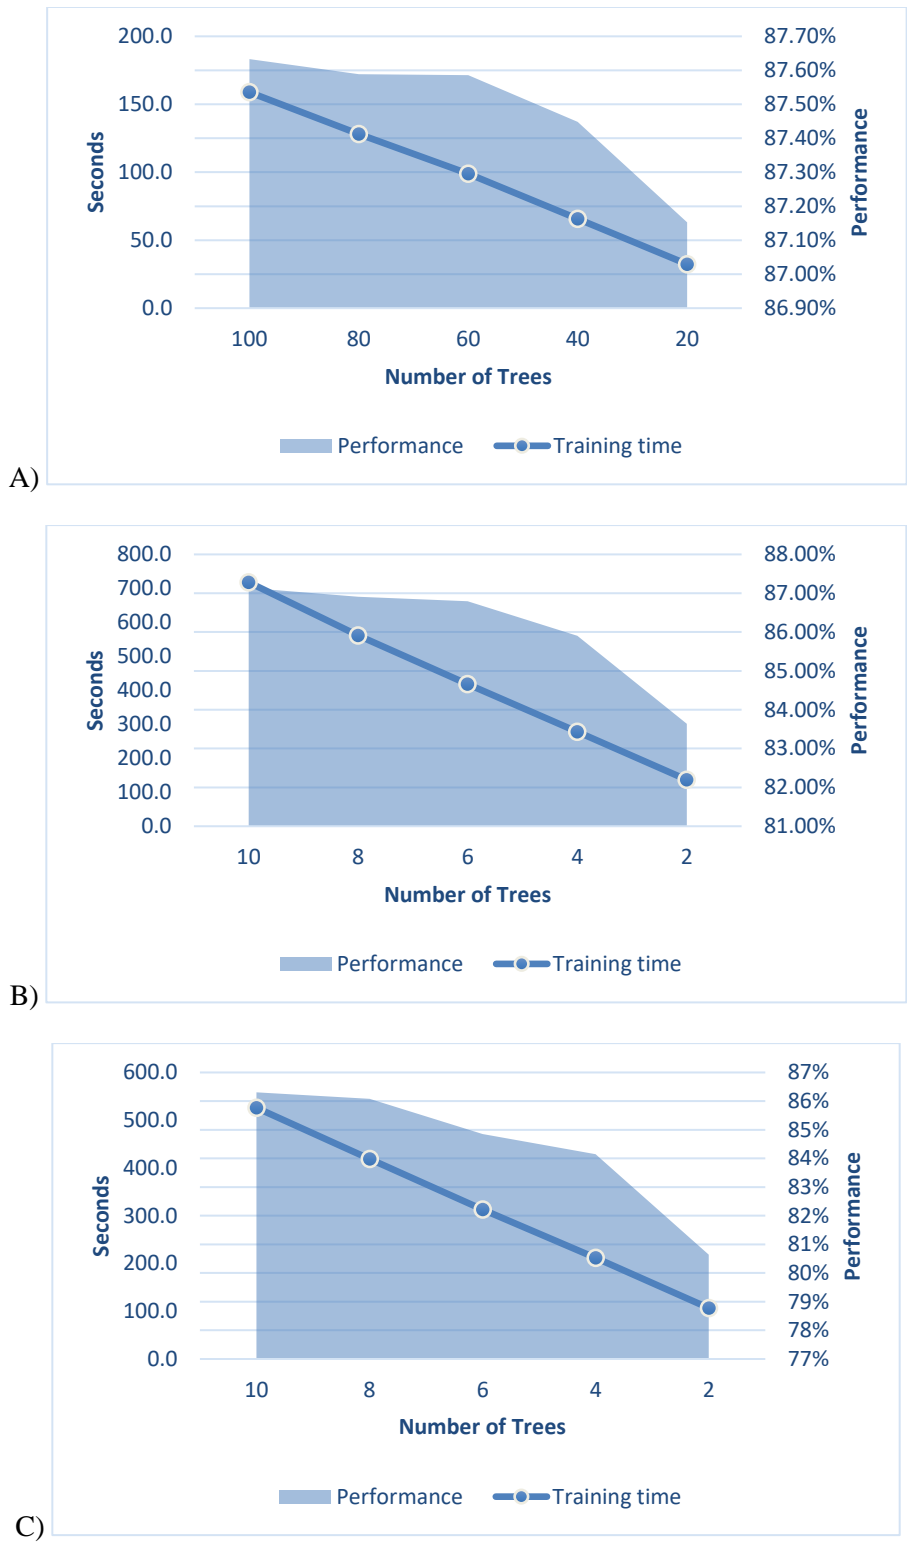 200.0 87.70%
87.60%
150.0 87.50%
87.40%
100.0 87.30%
87.20%
50.0 87.10%
87.00%
0.0 86.90%
Seconds
Performance
100 80 60 40 20
Number of Trees
Performance Training time
A)
800.0 88.00%
700.0 87.00%
600.0 86.00%
500.0 85.00%
400.0 84.00%
300.0 83.00%
200.0 82.00%
100.0
0.0 81.00%
Seconds
Performance
10 8 6 4 2
Number of Trees
Performance Training time
B)
600.0 87%
86%
500.0 85%
400.0 84%
83%
300.0 82%
81%
200.0 80%
100.0 79%
78%
0.0 77%
Seconds
Performance
10 8 6 4 2
Number of Trees
Performance Training time
C)